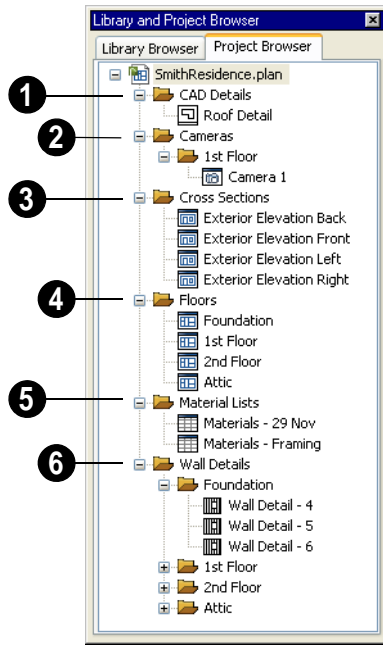 Library and Project Browser
Library Browser Project Browser
SmithResidence.plan
1 CAD Details
Roof Detail
2 Cameras
1st Floor
Camera 1
3 Cross Sections
Exterior Elevation Back
Exterior Elevation Front
Exterior Elevation Left
Exterior Elevation Right
4 Floors
Foundation
1st Floor
2nd Floor
Attic
5 Material Lists
Materials - 29 Nov
Materials - Framing
6 Wall Details
Foundation
Wall Detail - 4
Wall Detail - 5
Wall Detail - 6
1st Floor
2nd Floor
Attic